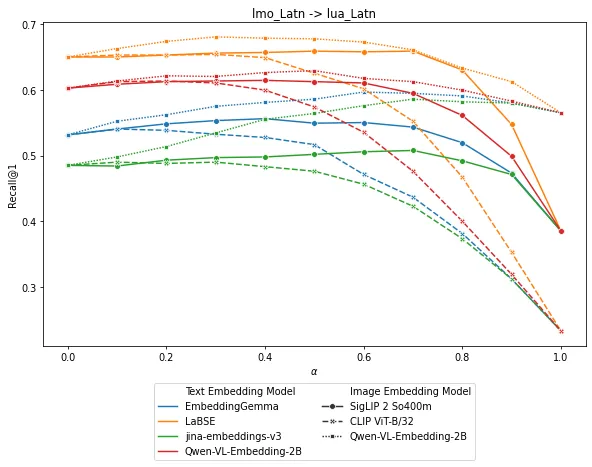 lmo_Latn -> lua_Latn
Recall@1
0.7
0.6
0.5
0.4
0.3
0.0 0.2 0.4 0.6 0.8 1.0
α
Text Embedding Model Image Embedding Model
EmbeddingGemma SigLIP 2 So400m
LaBSE CLIP ViT-B/32
jina-embeddings-v3 Qwen-VL-Embedding-2B
Qwen-VL-Embedding-2B